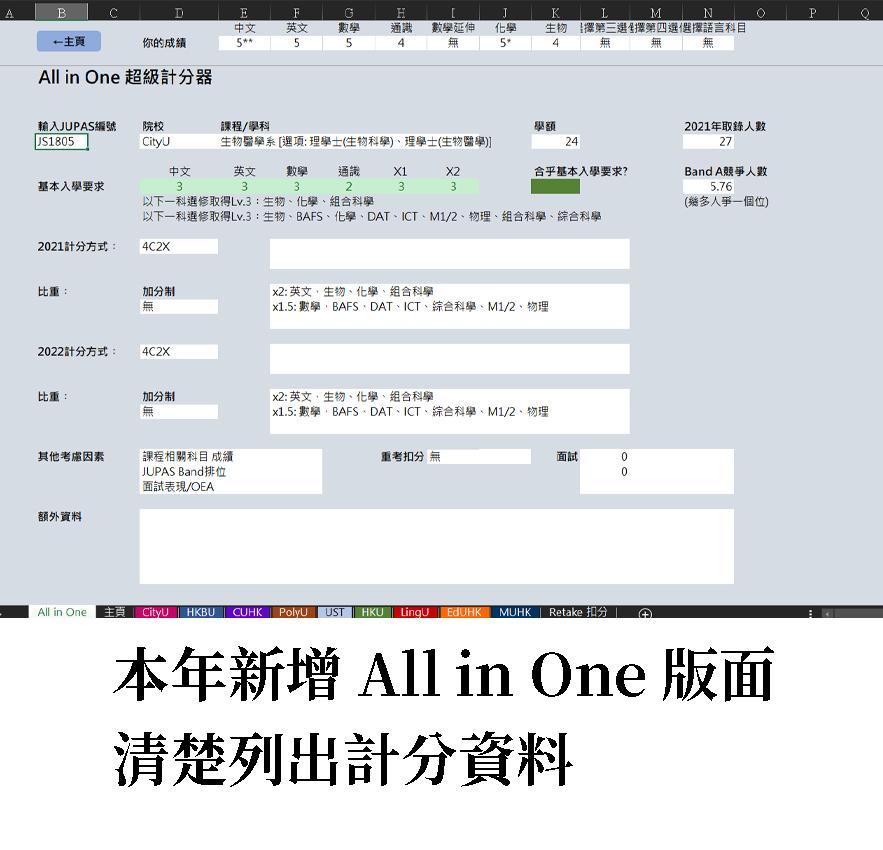 A B C D E F G H I J K L M N O P Q
中文 英文 數學 通識 數學延伸 化學 生物
←主頁 你的成績 5** 5 5 4 無 5* 4 無 無 無
All in One 超級計分器
輸入JUPAS編號 院校 課程/學科 學額 2021年取錄人數
JS1805 CityU 生物醫學系 [選項: 理學士(生物科學)、理學士(生物醫學)] 24 27
中文 英文 數學 通識 X1 X2 合乎基本入學要求? Band A競爭人數
基本入學要求 3 3 3 2 3 3 5.76
以下一科選修取得Lv.3：生物、化學、組合科學 (幾多人爭一個位)
以下一科選修取得Lv.3：生物、BAFS、化學、DAT、ICT、M1/2、物理、組合科學、綜合科學
2021計分方式： 4C2X
比重： 加分制 x2: 英文、生物、化學、組合科學
無 x1.5: 數學、BAFS、DAT、ICT、綜合科學、M1/2、物理
2022計分方式： 4C2X
比重： 加分制 x2: 英文、生物、化學、組合科學
無 x1.5: 數學、BAFS、DAT、ICT、綜合科學、M1/2、物理
其他考慮因素 課程相關科目 成績 重考扣分 無 面試 0
JUPAS Band排位 0
面試表現/OEA
額外資料
All in One 主頁 CityU HKBU CUHK PolyU UST HKU LingU EdUHK MUHK Retake 扣分
本年新增 All in One 版面
清楚列出計分資料